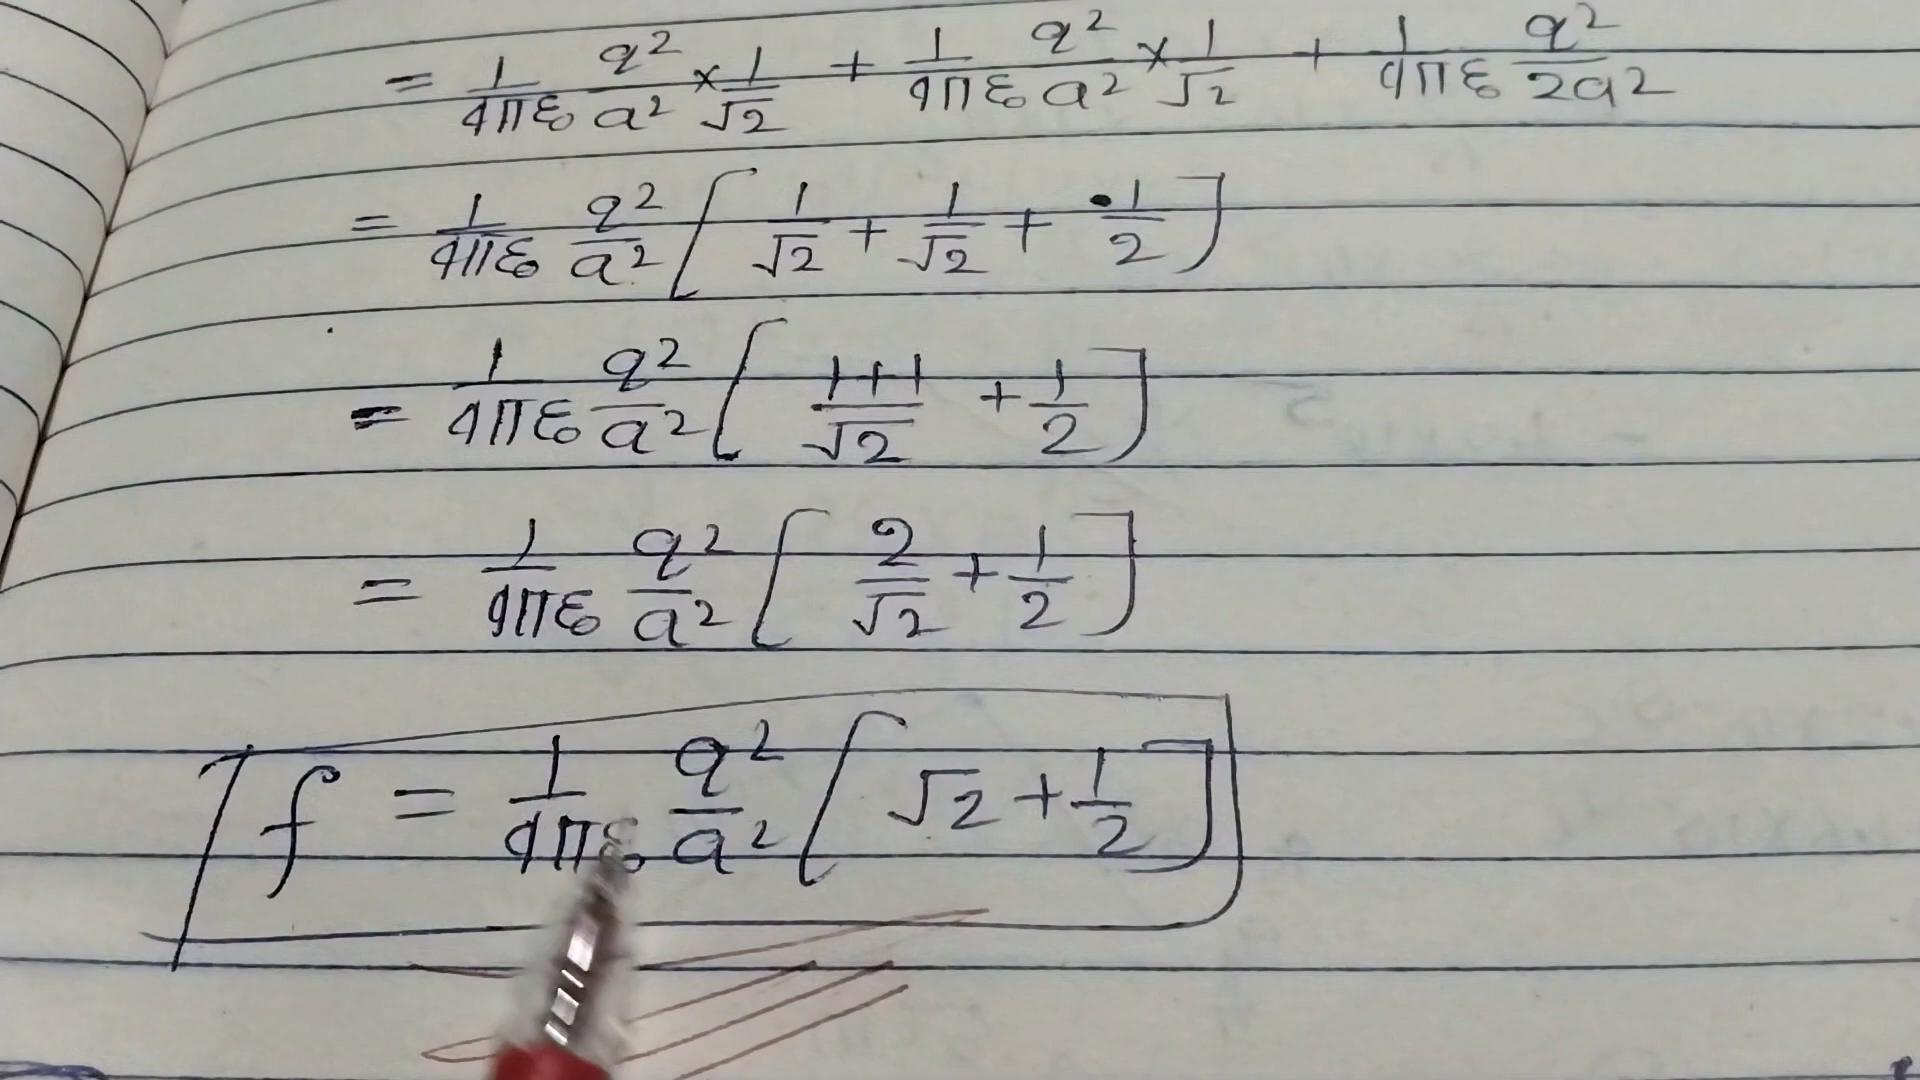 = 1/4πε₀ q²/a² × 1/√2 + 1/4πε₀ q²/a² × 1/√2 + 1/4πε₀ q²/2a²
= 1/4πε₀ q²/a² [ 1/√2 + 1/√2 + 1/2 ]
= 1/4πε₀ q²/a² [ 1+1/√2 + 1/2 ]
= 1/4πε₀ q²/a² [ 2/√2 + 1/2 ]
f = 1/4πε₀ q²/a² [ √2 + 1/2 ]